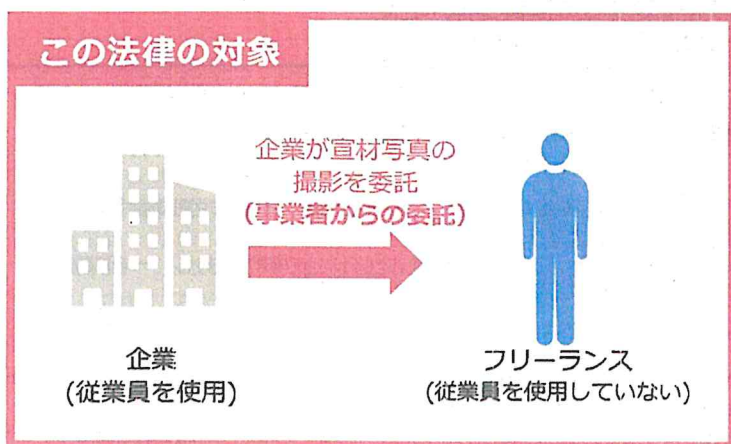 この法律の対象
企業が宣材写真の
撮影を委託
(事業者からの委託)
企業
(従業員を使用)
フリーランス
(従業員を使用していない)